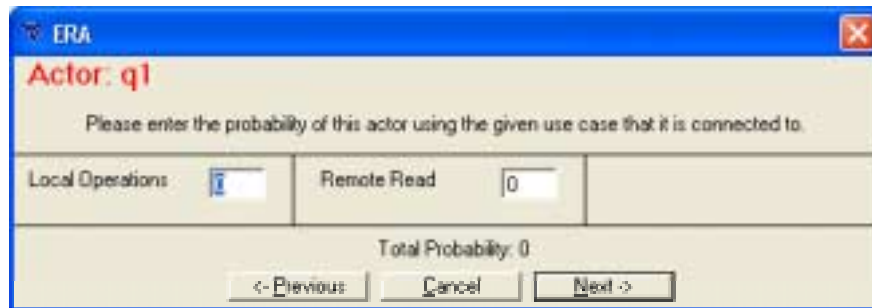 ERA
Actor: q1
Please enter the probability of this actor using the given use case that it is connected to.
Local Operations 0 Remote Read 0
Total Probability: 0
<- Previous Cancel Next ->